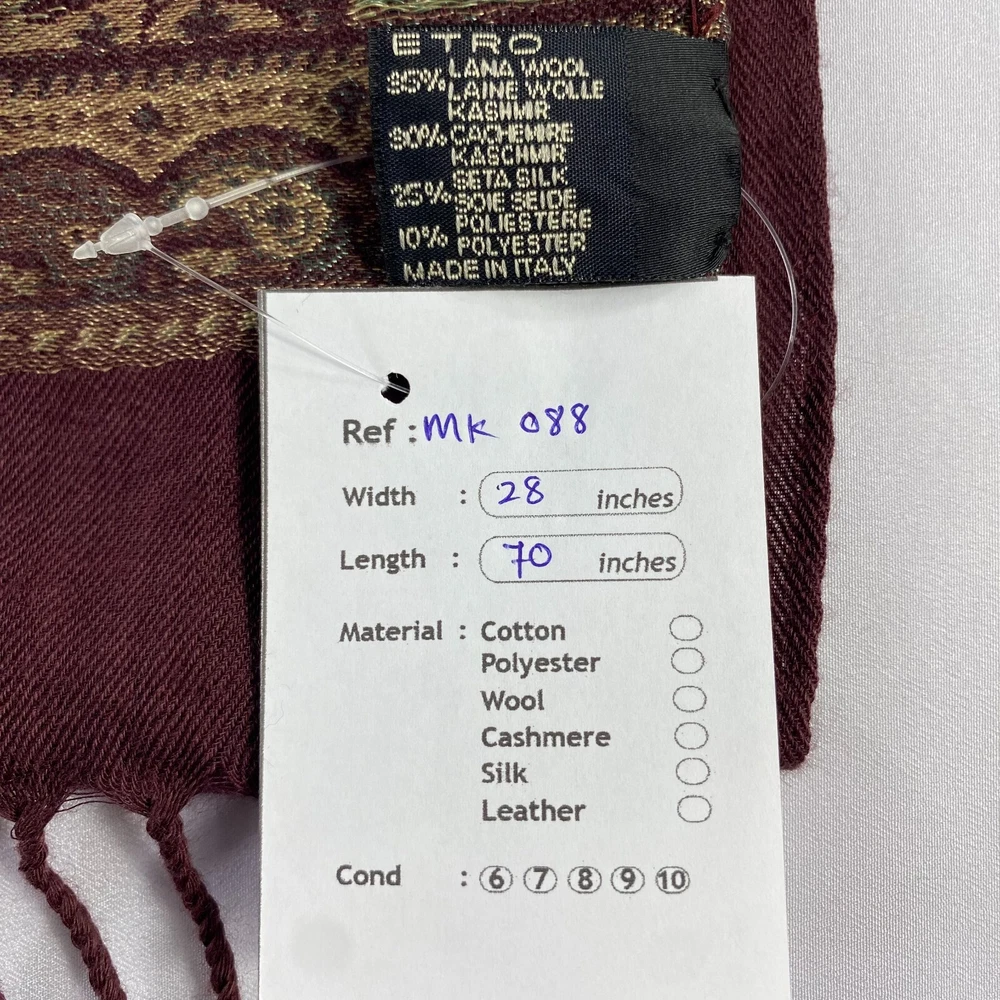 ETRO
LANA WOOL
35% LAINE WOLLE
KASHMIR
30% CACHEMIRE
KASCHMIR
SETA SILK
25% SOIE SEIDE
POLIESTERE
10% POLYESTER
MADE IN ITALY
Ref : MK 088
Width : 28 inches
Length : 70 inches
Material : Cotton
Polyester
Wool
Cashmere
Silk
Leather
Cond : 6 7 8 9 10